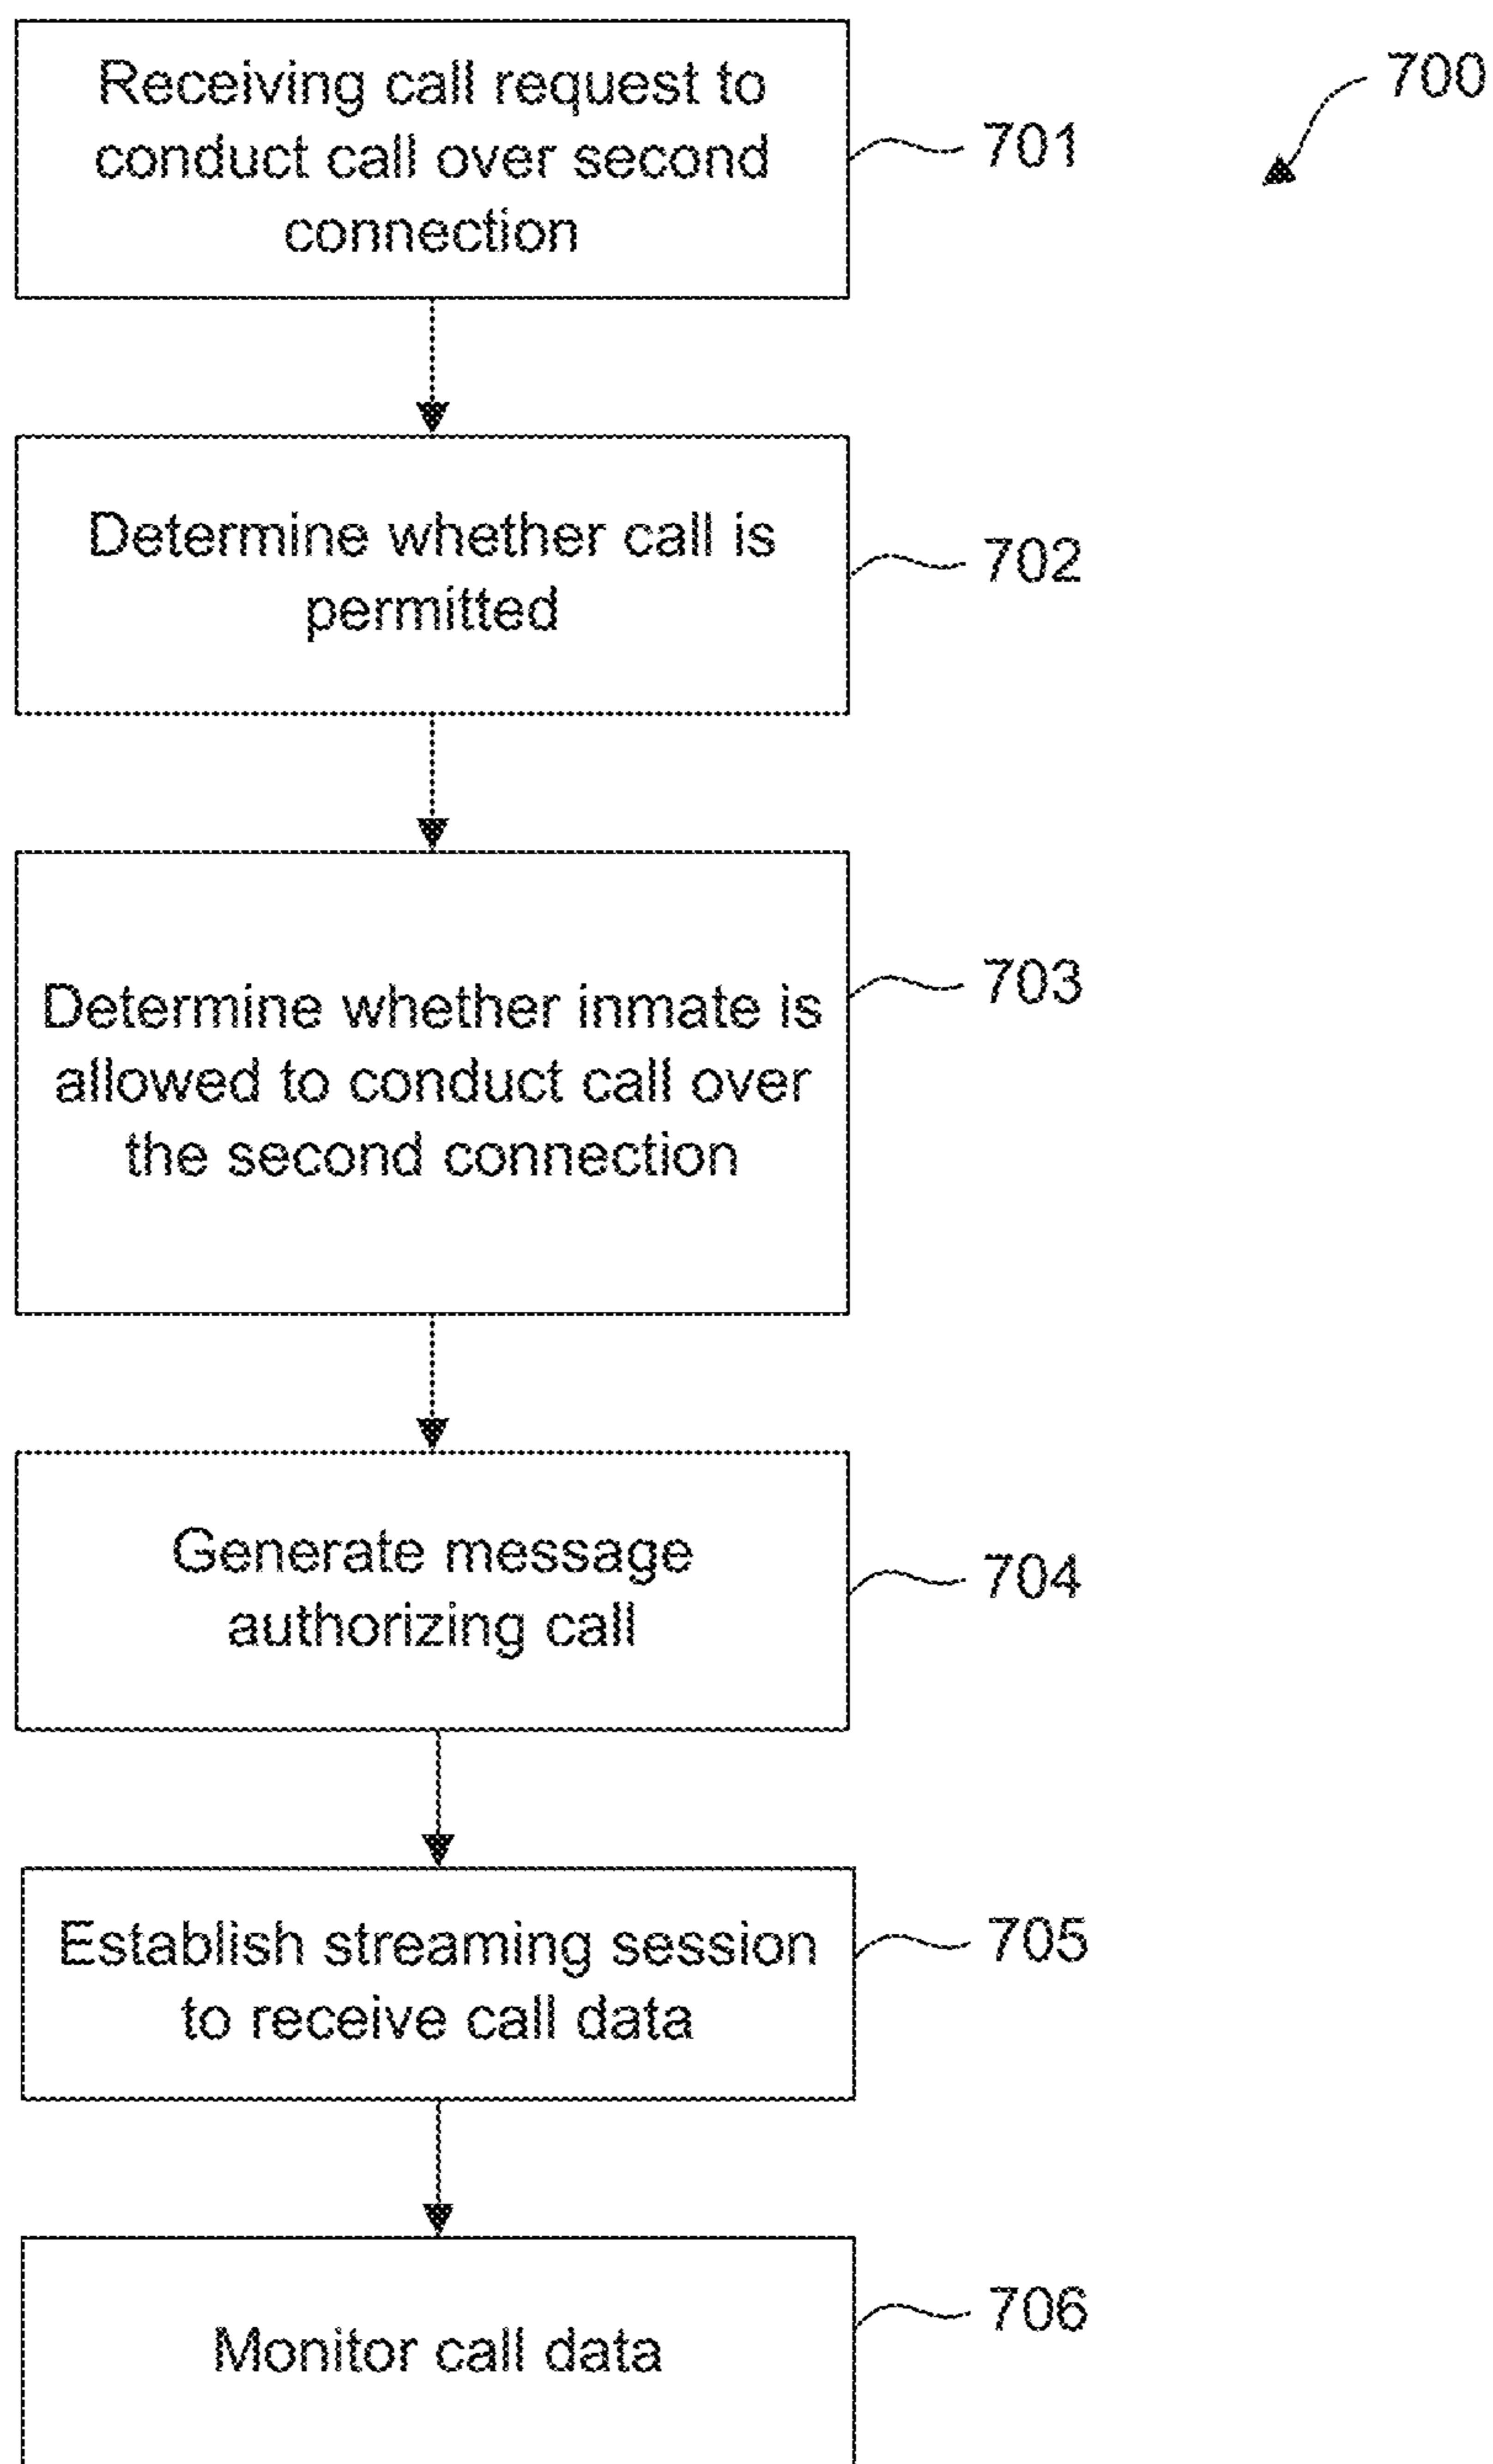 700
Receiving call request to
conduct call over second
connection
701
Determine whether call is
permitted
702
Determine whether inmate is
allowed to conduct call over
the second connection
703
Generate message
authorizing call
704
Establish streaming session
to receive call data
705
Monitor call data
706